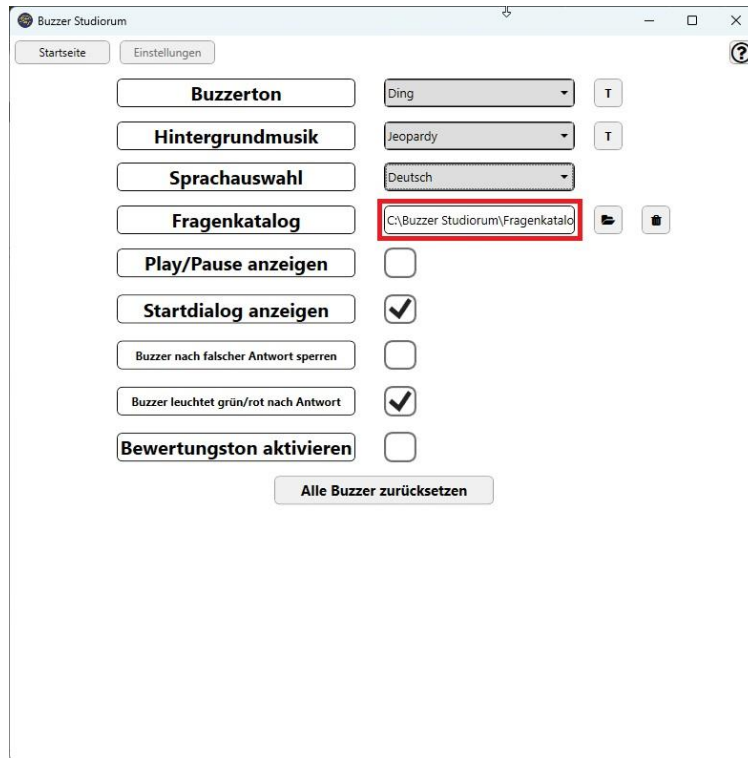 Buzzer Studiorum
Startseite Einstellungen ?
Buzzerton Ding T
Hintergrundmusik Jeopardy T
Sprachauswahl Deutsch
Fragenkatalog C:\Buzzer Studiorum\Fragenkatalo
Play/Pause anzeigen
Startdialog anzeigen
Buzzer nach falscher Antwort sperren
Buzzer leuchtet grün/rot nach Antwort
Bewertungston aktivieren
Alle Buzzer zurücksetzen